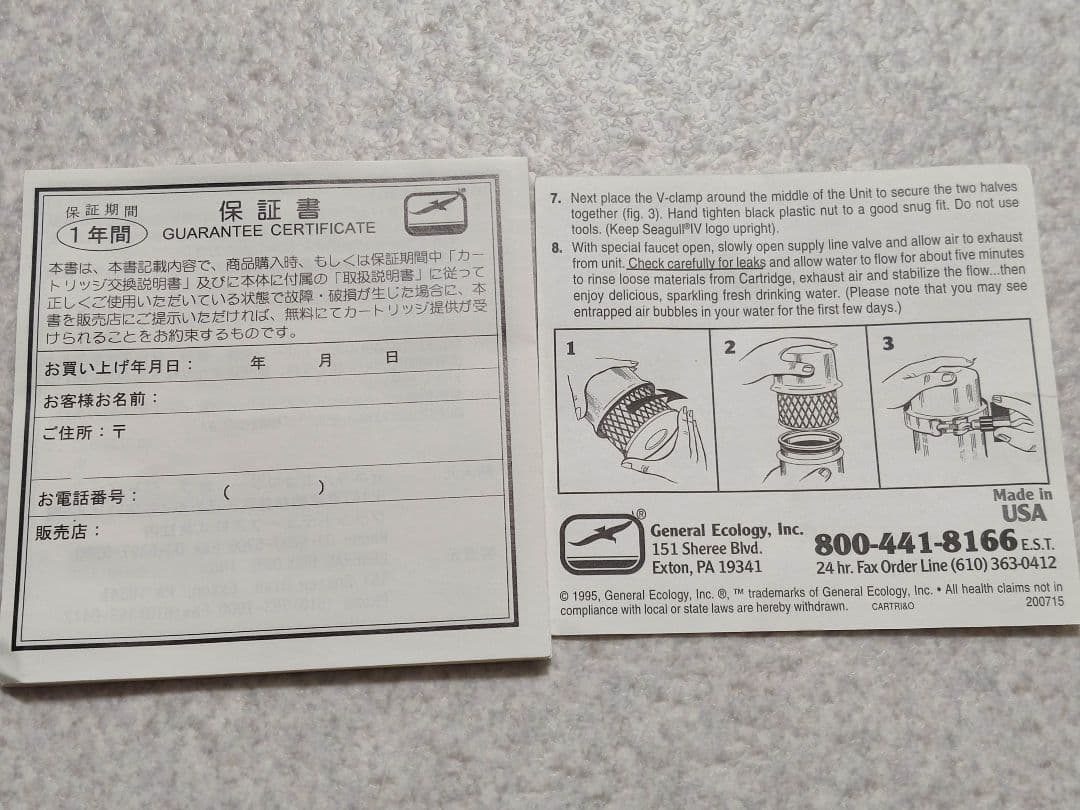 保証期間
1年間
保証書
GUARANTEE CERTIFICATE
®
本書は、本書記載内容で、商品購入時、もしくは保証期間中「カー
トリッジ交換説明書」及びに本体に付属の「取扱説明書」に従って
正しくご使用いただいている状態で故障・破損が生じた場合に、本
書を販売店にご提示いただければ、無料にてカートリッジ提供が受
けられることをお約束するものです。
お買い上げ年月日： 年 月 日
お客様お名前：
ご住所：〒
お電話番号： ( )
販売店：
7. Next place the V-clamp around the middle of the Unit to secure the two halves
together (fig. 3). Hand tighten black plastic nut to a good snug fit. Do not use
tools. (Keep Seagull®IV logo upright).
8. With special faucet open, slowly open supply line valve and allow air to exhaust
from unit. Check carefully for leaks and allow water to flow for about five minutes
to rinse loose materials from Cartridge, exhaust air and stabilize the flow...then
enjoy delicious, sparkling fresh drinking water. (Please note that you may see
entrapped air bubbles in your water for the first few days.)
1
2
3
Made in
USA
®
General Ecology, Inc.
151 Sheree Blvd.
Exton, PA 19341
800-441-8166 E.S.T.
24 hr. Fax Order Line (610) 363-0412
© 1995, General Ecology, Inc. ®, ™ trademarks of General Ecology, Inc. • All health claims not in
compliance with local or state laws are hereby withdrawn. CARTRI&O 200715